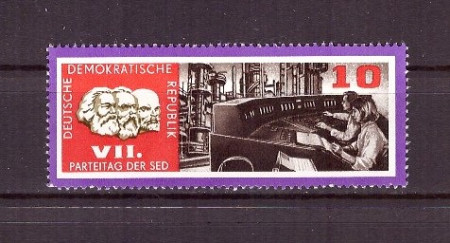 DEUTSCHE
DEMOKRATISCHE
REPUBLIK
VII.
PARTEITAG DER SED
10